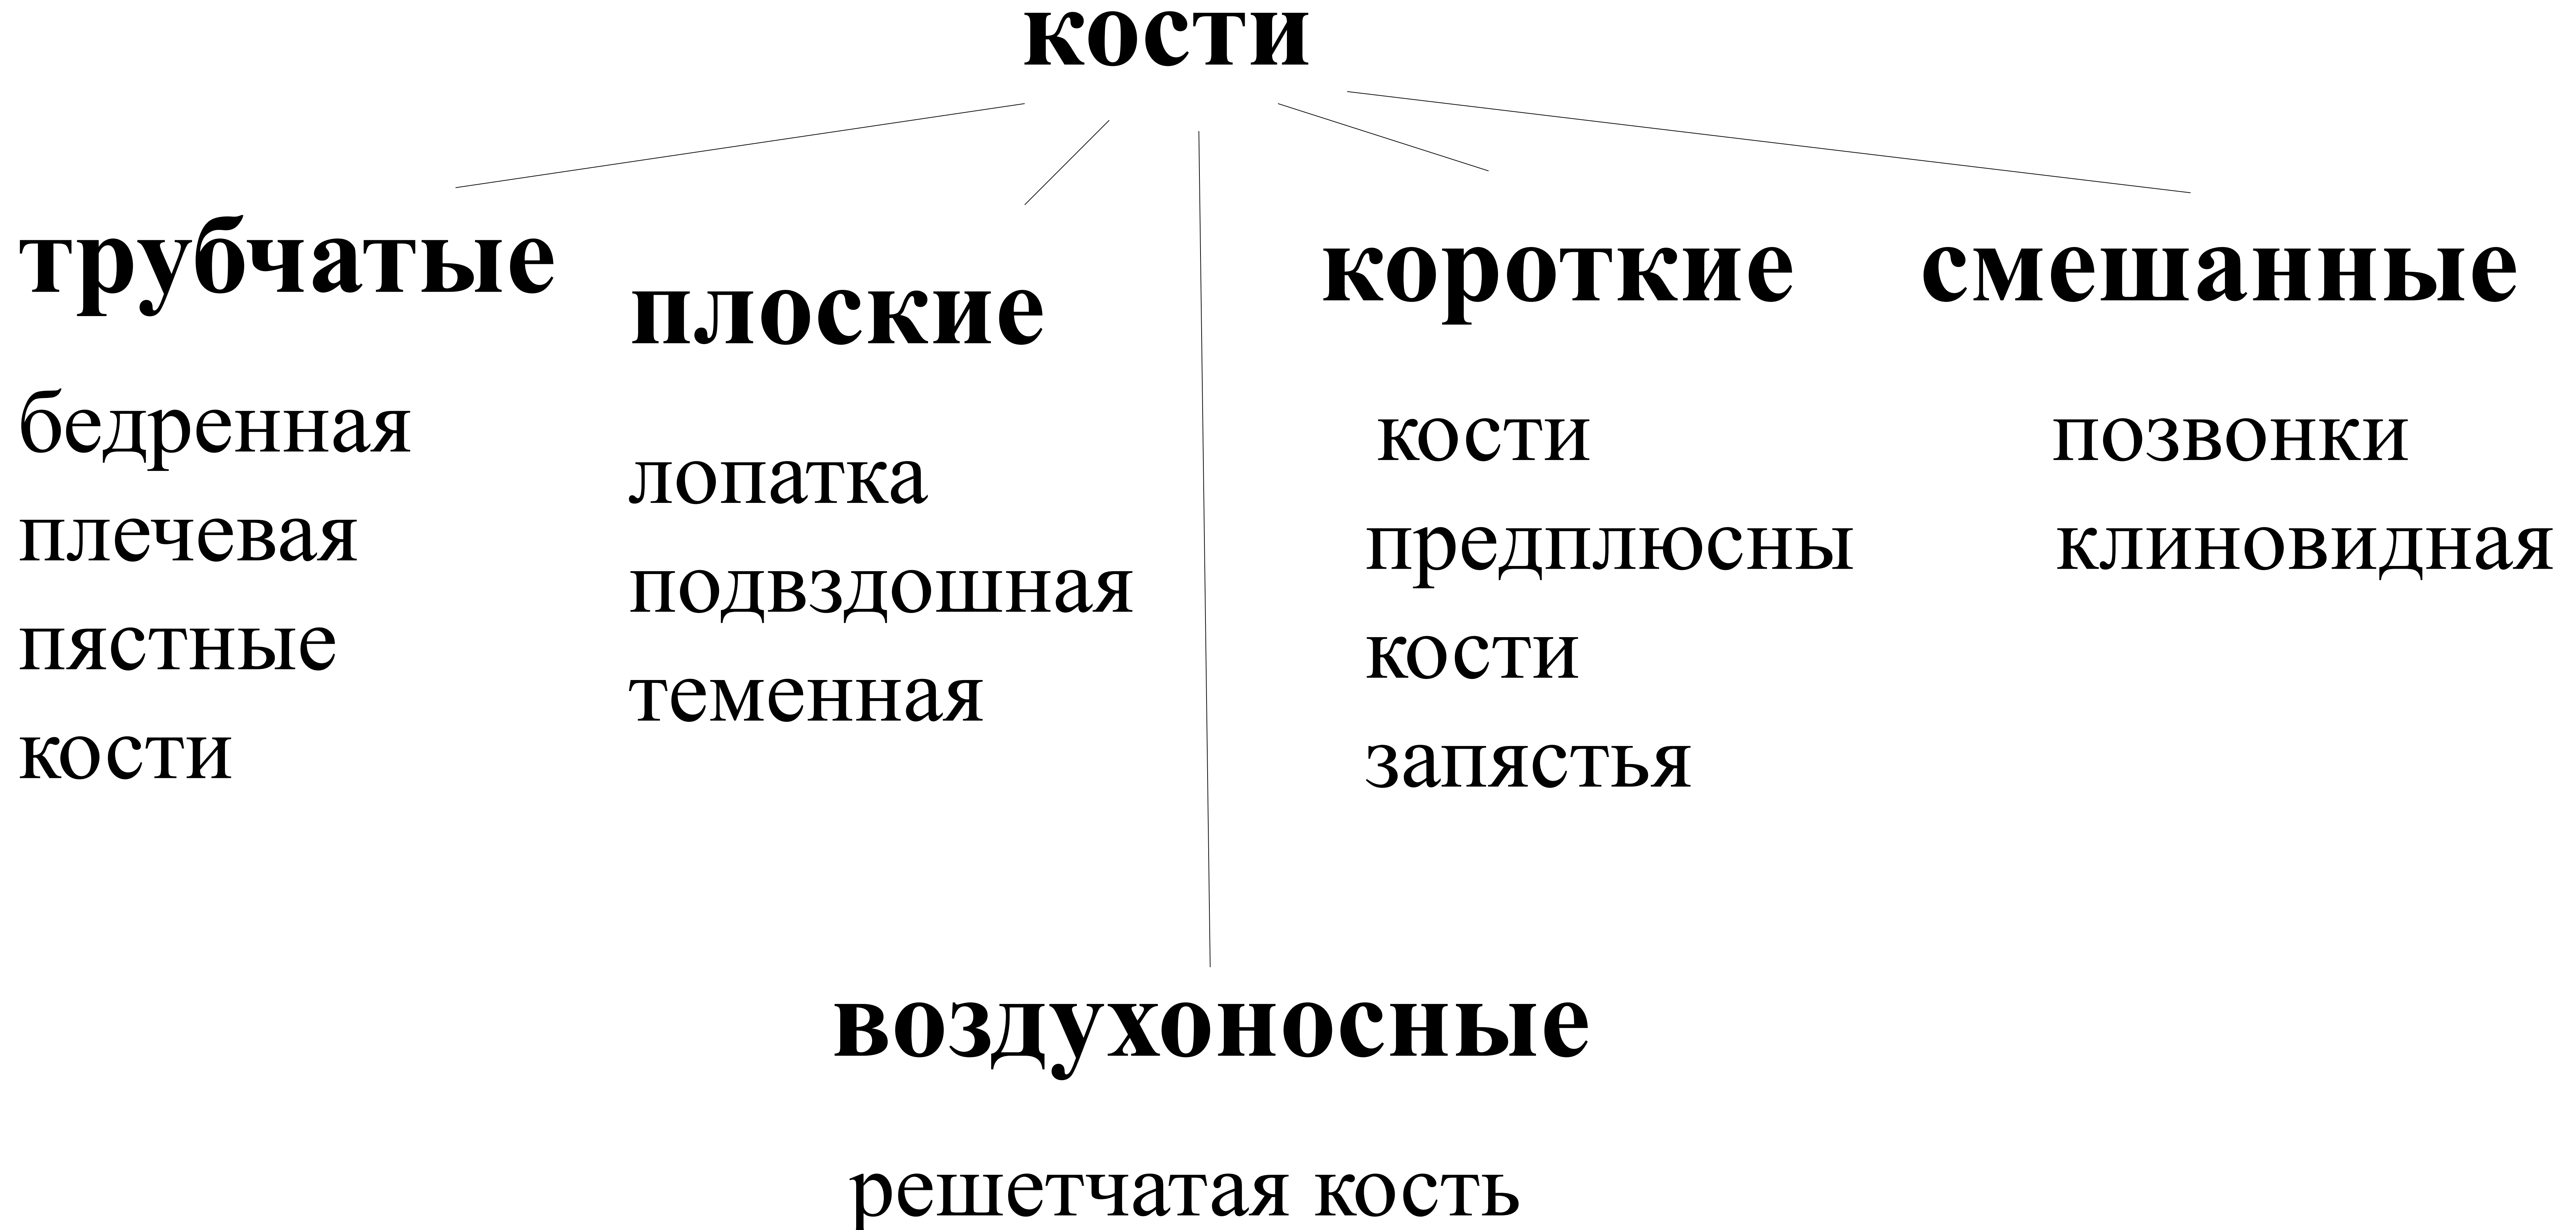 кости
трубчатые
плоские
короткие
смешанные
бедренная
плечевая
пястные
кости
лопатка
подвздошная
теменная
кости
предплюсны
кости
запястья
позвонки
клиновидная
воздухоносные
решетчатая кость